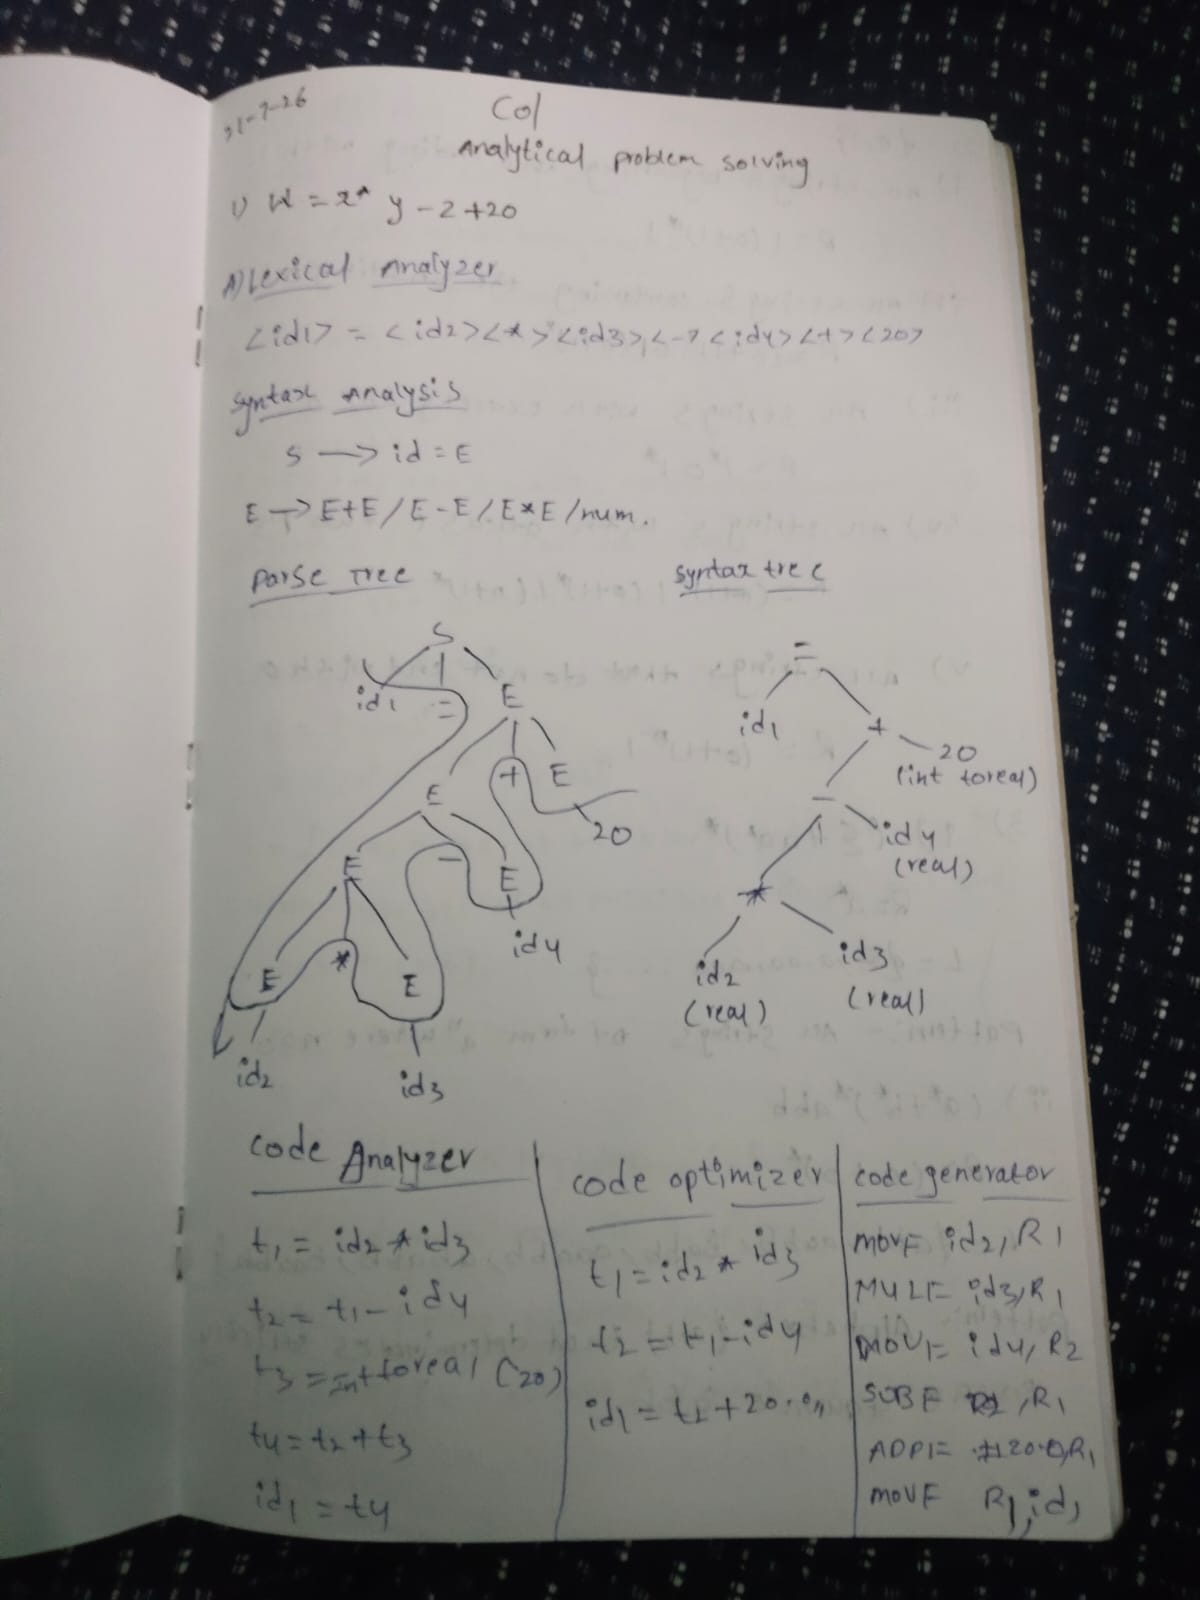 CO1
Analytical problem solving
1) W = x * y - z + 20
A) Lexical Analyzer
<id1> = <id2> <*> <id3> <-> <id4> <+> <20>
Syntax Analysis
S → id = E
E → E+E / E-E / E*E / num.
Parse Tree syntax tree
S =
id1 = E id1 +
E + E 20
(int toreal)
20 -
E - E id4
(real)
id4 *
E * E id2 id3
(real) (real)
id2 id3
code Analyzer
t1 = id2 * id3
t2 = t1 - id4
t3 = inttoreal (20)
t4 = t2 + t3
id1 = t4
code optimizer
t1 = id2 * id3
t2 = t1 - id4
id1 = t2 + 20.0
code generator
MOVF id2, R1
MULF id3, R1
MOVF id4, R2
SUBF R2, R1
ADDF #20.0, R1
MOVF R1, id1